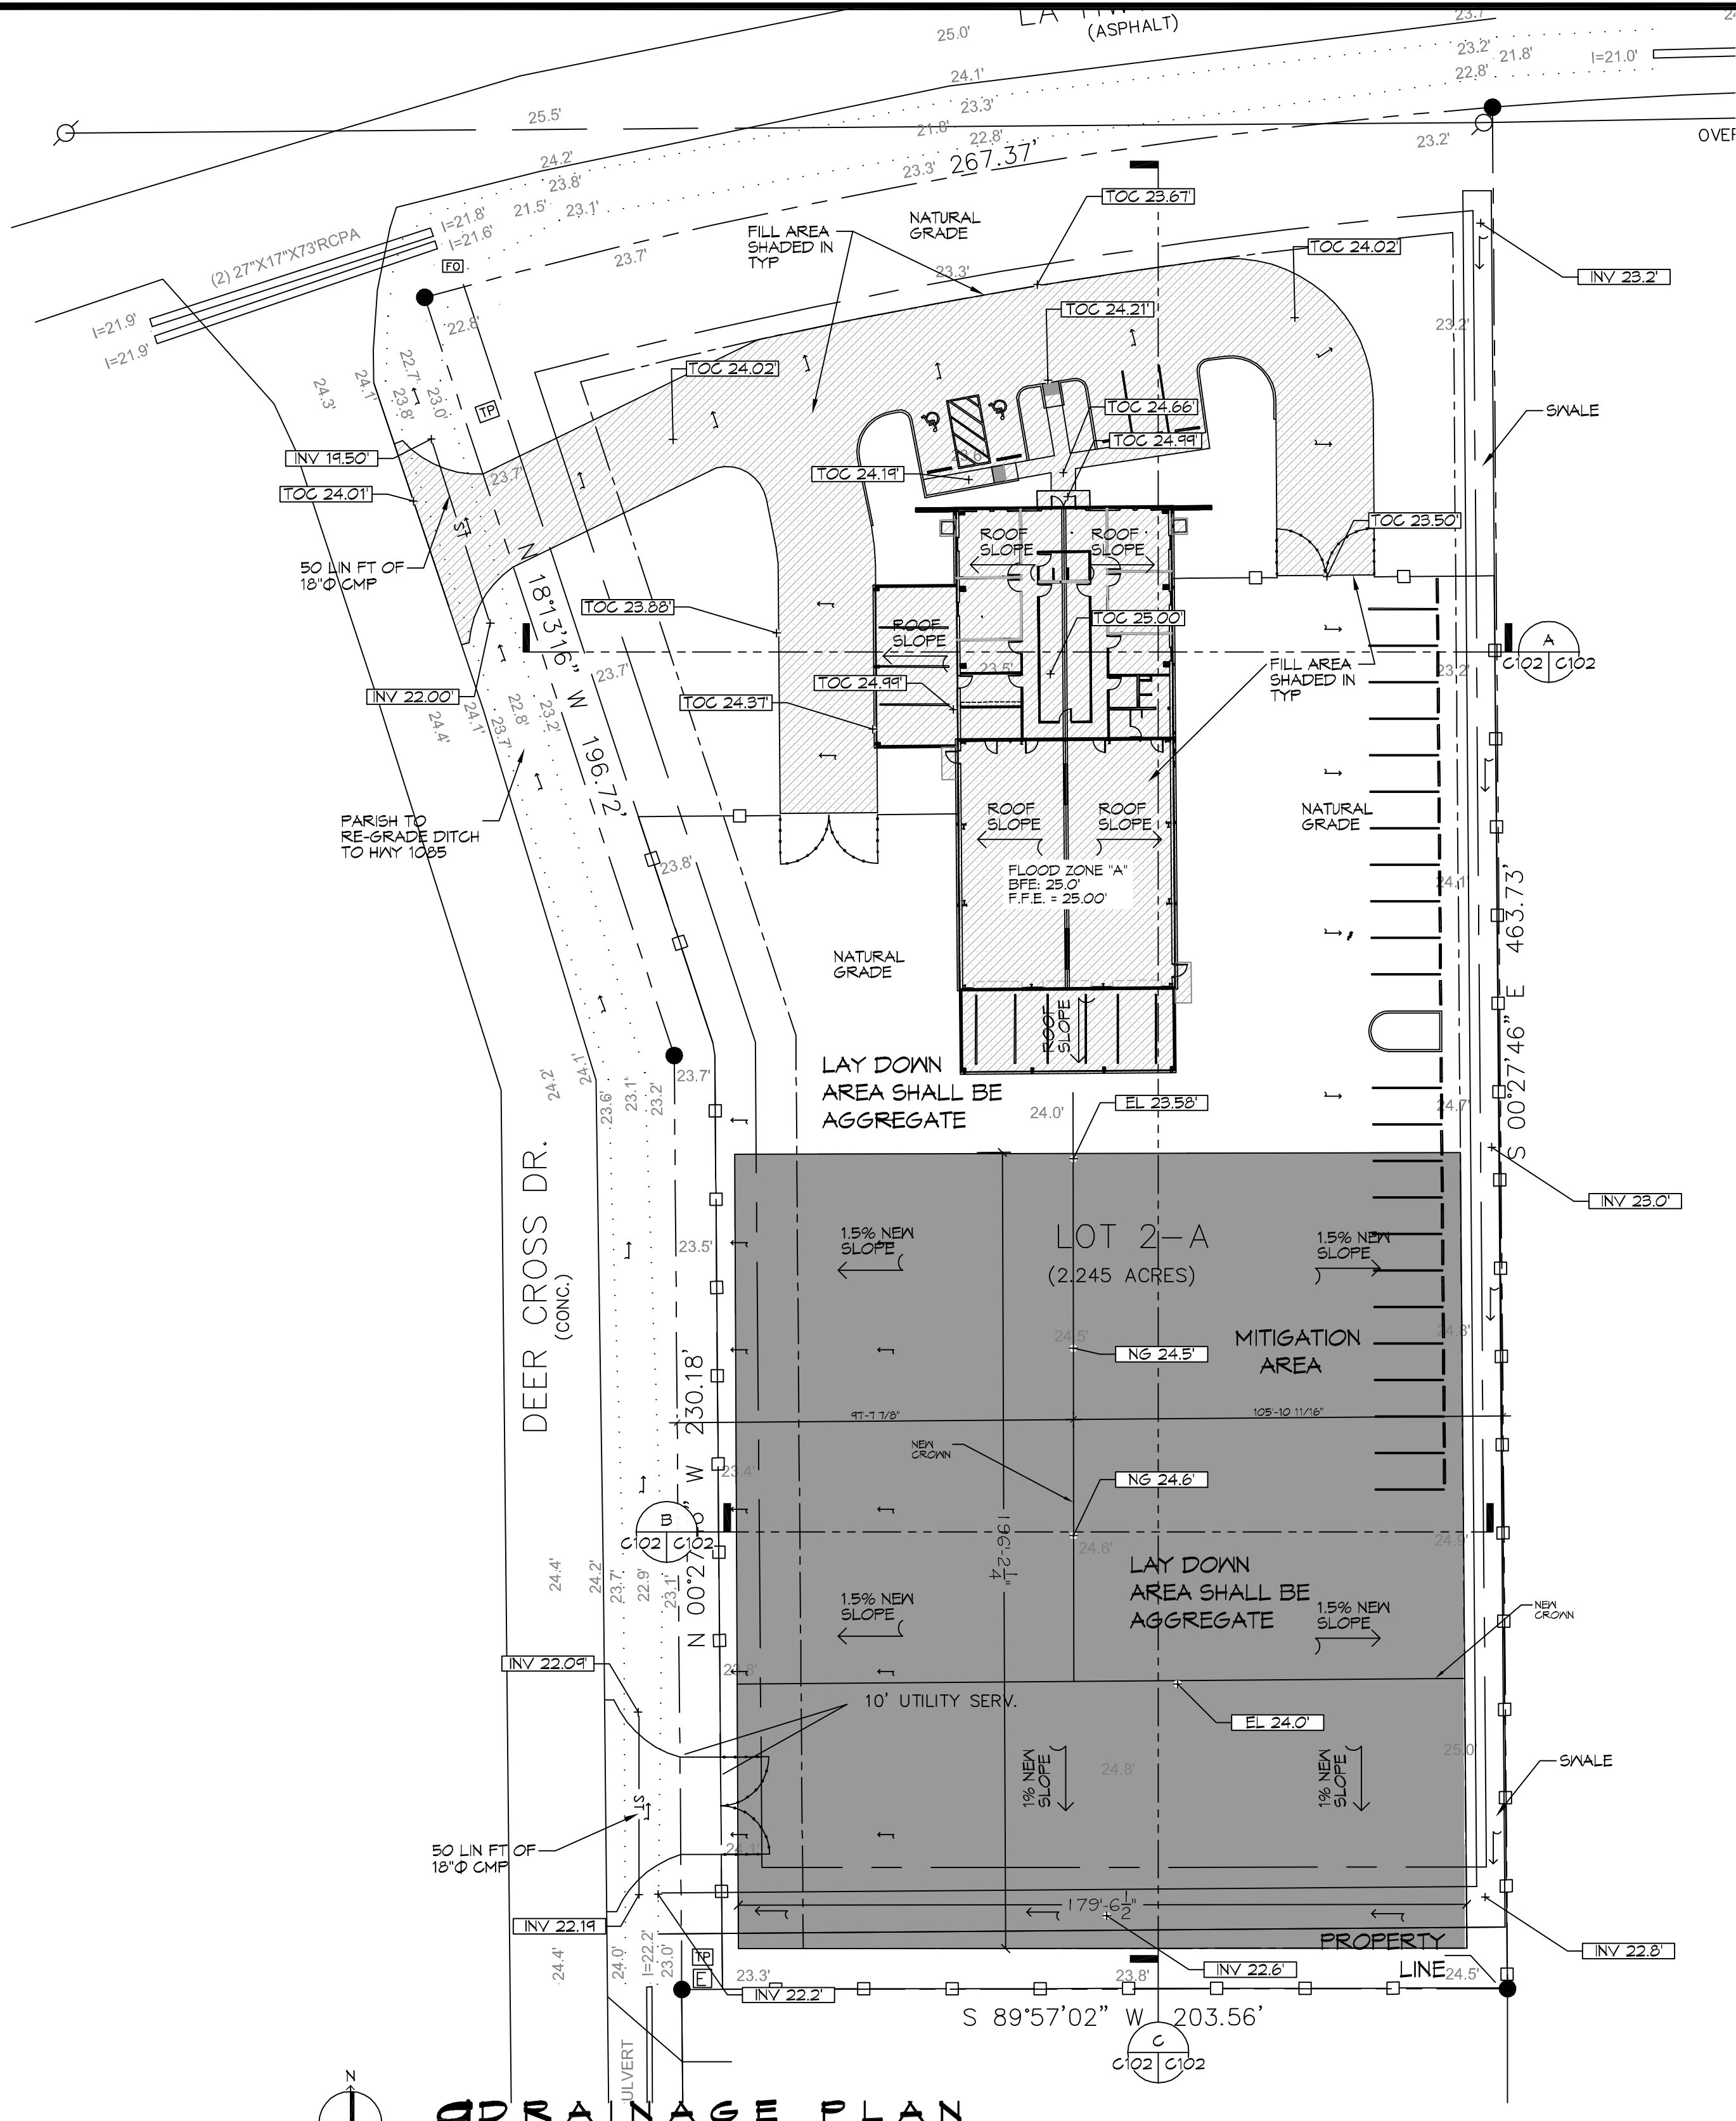 (ASPHALT)
25.0'
23.7'
23.2'
21.8'
I=21.0'
24.1'
22.8'
23.3'
25.5'
21.8'
22.8'
23.2'
24.2'
23.3'
267.37'
23.8'
21.5'
23.1'
TOC 23.67'
I=21.8'
I=21.6'
(2) 27"X17"X73'RCPA
FO
NATURAL
GRADE
FILL AREA
SHADED IN
TYP
23.7'
23.3'
TOC 24.02'
INV 23.2'
I=21.9'
I=21.9'
22.8'
TOC 24.21'
23.2'
22.7'
24.1'
24.3'
23.8'
23.0'
TP
TOC 24.02'
TOC 24.66'
SWALE
TOC 24.99'
INV 19.50'
23.7'
TOC 24.19'
TOC 24.01'
ST
TOC 23.50'
ROOF
SLOPE
ROOF
SLOPE
50 LIN FT OF
18"Φ CMP
N 18°13'16" W 196.72'
TOC 23.88'
TOC 25.00'
ROOF
SLOPE
A
C102 C102
23.5'
FILL AREA
SHADED IN
TYP
23.2'
23.7'
TOC 24.99'
INV 22.00'
TOC 24.37'
24.4'
24.1'
23.7'
22.8'
23.2'
PARISH TO
RE-GRADE DITCH
TO HWY 1085
ROOF
SLOPE
ROOF
SLOPE
NATURAL
GRADE
23.8'
FLOOD ZONE "A"
BFE: 25.0'
F.F.E. = 25.00'
24.1'
S 00°27'46" E 463.73'
NATURAL
GRADE
ROOF
SLOPE
24.2'
24.1'
23.6'
23.1'
23.2'
23.7'
LAY DOWN
AREA SHALL BE
AGGREGATE
24.0'
EL 23.58'
24.7'
DEER CROSS DR.
(CONC.)
INV 23.0'
23.5'
1.5% NEW
SLOPE
LOT 2-A
(2.245 ACRES)
1.5% NEW
SLOPE
24.5'
NG 24.5'
MITIGATION
AREA
24.8'
97'-7 7/8"
105'-10 11/16"
NEW
CROWN
23.4'
NG 24.6'
B
C102 C102
" W 230.18'
N 00°2
196'-2 1/4"
24.6'
24.9'
LAY DOWN
AREA SHALL BE
AGGREGATE
24.4'
24.2'
23.7'
22.9'
23.1'
1.5% NEW
SLOPE
1.5% NEW
SLOPE
NEW
CROWN
INV 22.09'
23.8'
10' UTILITY SERV.
EL 24.0'
1% NEW
SLOPE
24.8'
1% NEW
SLOPE
25.0'
SWALE
ST
50 LIN FT OF
18"Φ CMP
24.1'
179'-6 1/2"
INV 22.19
24.4'
24.0'
I=22.2'
23.0'
TP
E
PROPERTY
LINE
INV 22.8'
23.3'
INV 22.2'
23.8'
INV 22.6'
24.5'
S 89°57'02" W 203.56'
C
C102 C102
ULVERT
N
DRAINAGE PLAN